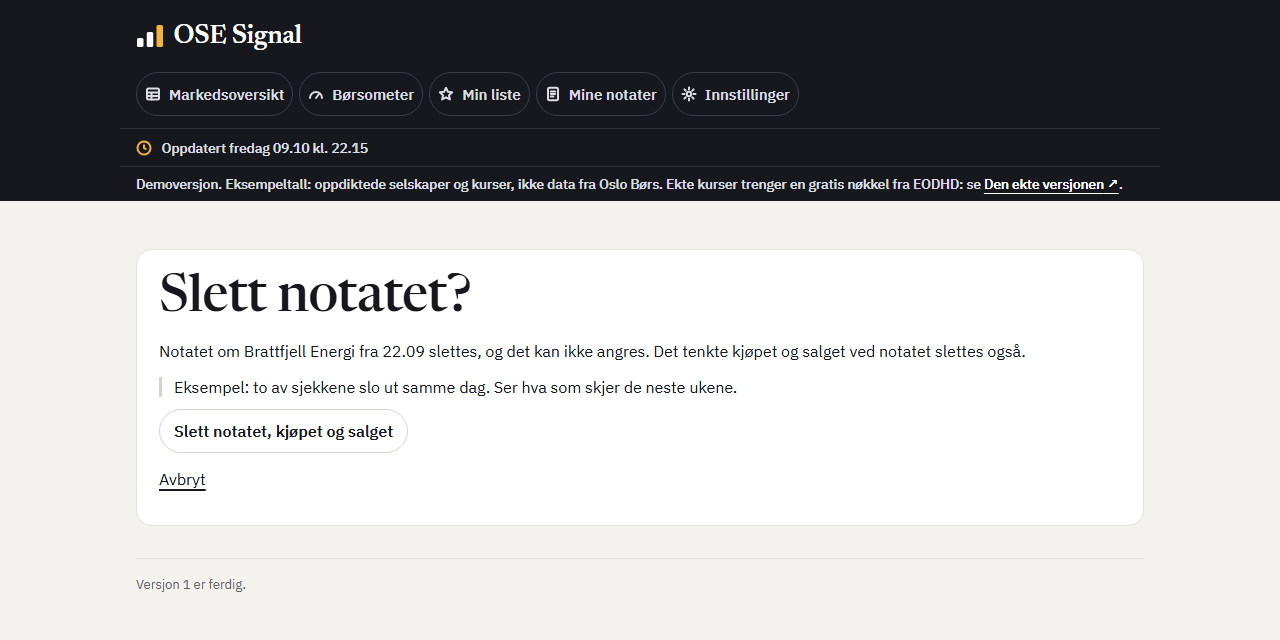 OSE Signal
Markedsoversikt
Børsometer
Min liste
Mine notater
Innstillinger
Oppdatert fredag 09.10 kl. 22.15
Demoversjon. Eksempeltall: oppdiktede selskaper og kurser, ikke data fra Oslo Børs. Ekte kurser trenger en gratis nøkkel fra EODHD: se Den ekte versjonen ↗.
Slett notatet?
Notatet om Brattfjell Energi fra 22.09 slettes, og det kan ikke angres. Det tenkte kjøpet og salget ved notatet slettes også.
Eksempel: to av sjekkene slo ut samme dag. Ser hva som skjer de neste ukene.
Slett notatet, kjøpet og salget
Avbryt
Versjon 1 er ferdig.